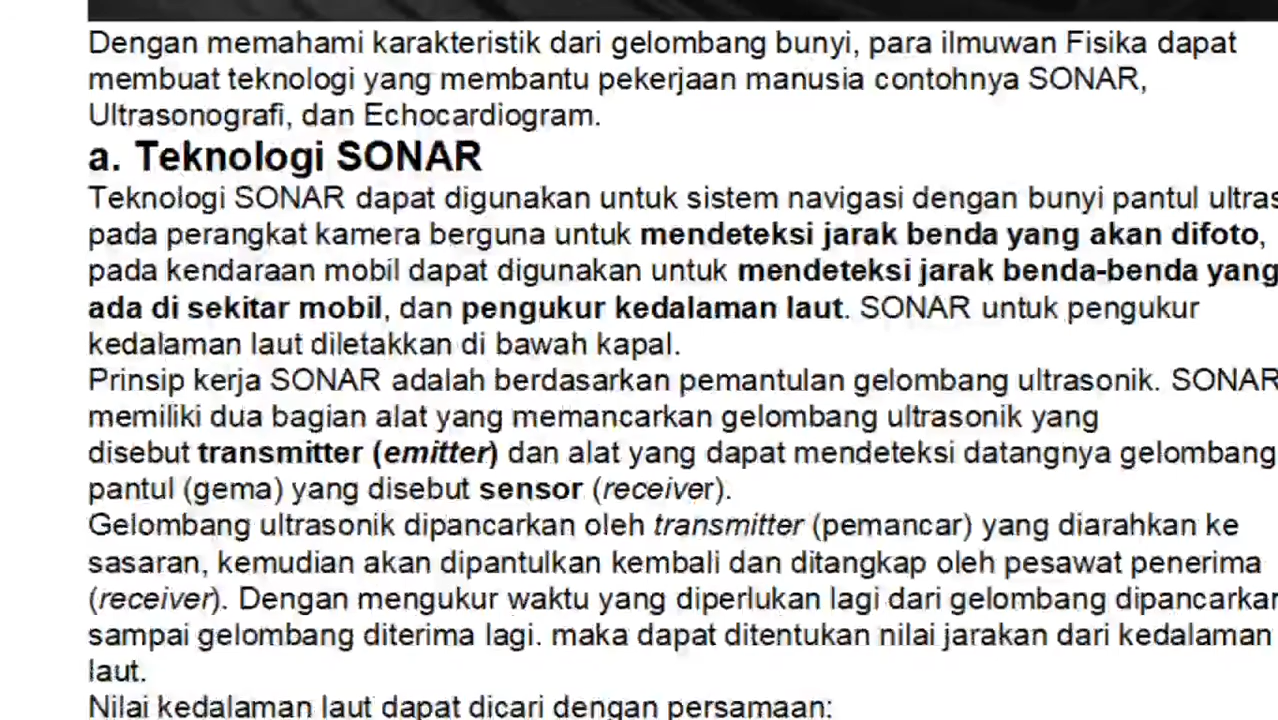 Dengan memahami karakteristik dari gelombang bunyi, para ilmuwan Fisika dapat
membuat teknologi yang membantu pekerjaan manusia contohnya SONAR,
Ultrasonografi, dan Echocardiogram.
a. Teknologi SONAR
Teknologi SONAR dapat digunakan untuk sistem navigasi dengan bunyi pantul ultras
pada perangkat kamera berguna untuk mendeteksi jarak benda yang akan difoto,
pada kendaraan mobil dapat digunakan untuk mendeteksi jarak benda-benda yang
ada di sekitar mobil, dan pengukur kedalaman laut. SONAR untuk pengukur
kedalaman laut diletakkan di bawah kapal.
Prinsip kerja SONAR adalah berdasarkan pemantulan gelombang ultrasonik. SONAR
memiliki dua bagian alat yang memancarkan gelombang ultrasonik yang
disebut transmitter (emitter) dan alat yang dapat mendeteksi datangnya gelombang
pantul (gema) yang disebut sensor (receiver).
Gelombang ultrasonik dipancarkan oleh transmitter (pemancar) yang diarahkan ke
sasaran, kemudian akan dipantulkan kembali dan ditangkap oleh pesawat penerima
(receiver). Dengan mengukur waktu yang diperlukan lagi dari gelombang dipancarkan
sampai gelombang diterima lagi. maka dapat ditentukan nilai jarakan dari kedalaman
laut.
Nilai kedalaman laut dapat dicari dengan persamaan: